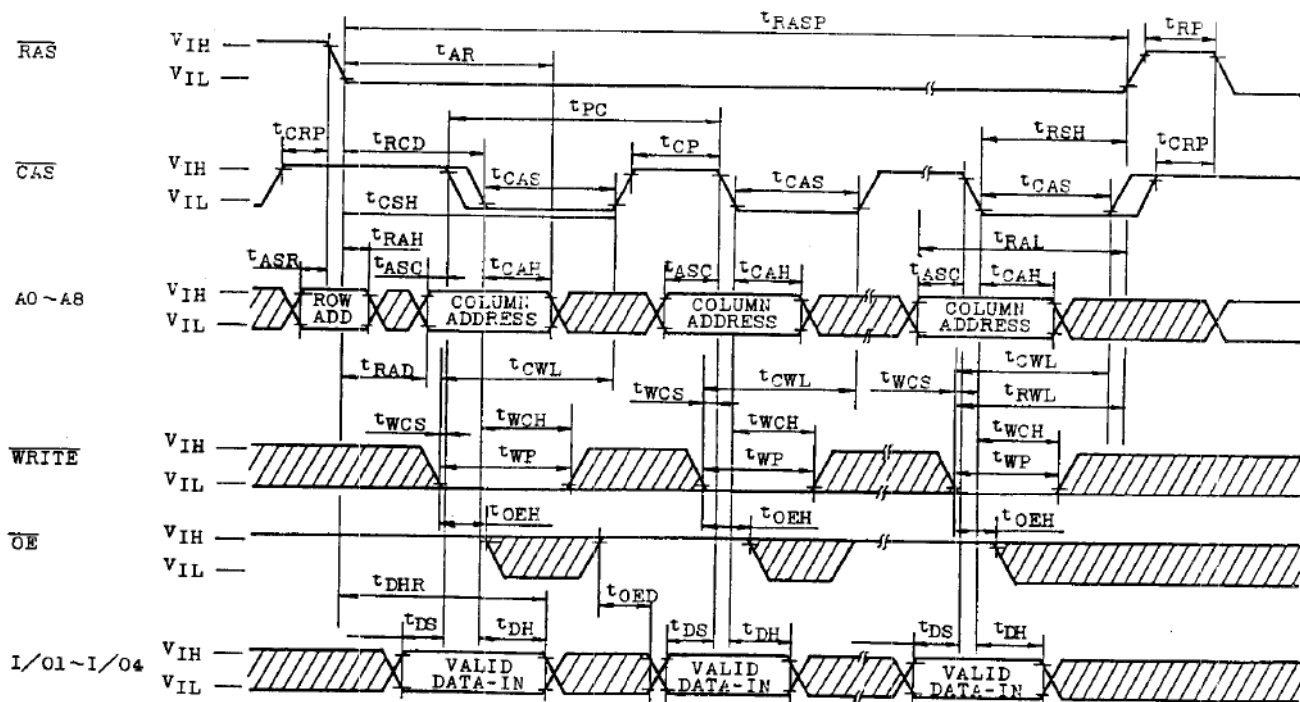 tRASP
tRP
RAS
VIH
VIL
tAR
tPC
tCRP
tRCD
tCP
tRSH
tCRP
CAS
VIH
VIL
tCAS
tCAS
tCAS
tCSH
tRAH
tRAL
tASR
tASC
tCAH
tASC
tCAH
tASC
tCAH
A0~A8
VIH
VIL
ROW
ADD
COLUMN
ADDRESS
COLUMN
ADDRESS
COLUMN
ADDRESS
tRAD
tCWL
tCWL
tCWL
tWCS
tWCS
tRWL
tWCS
tWCH
tWCH
tWCH
WRITE
VIH
VIL
tWP
tWP
tWP
tOEH
tOEH
tOEH
OE
VIH
VIL
tDHR
tOED
tDS
tDH
tDS
tDH
tDS
tDH
I/O1~I/O4
VIH
VIL
VALID
DATA-IN
VALID
DATA-IN
VALID
DATA-IN